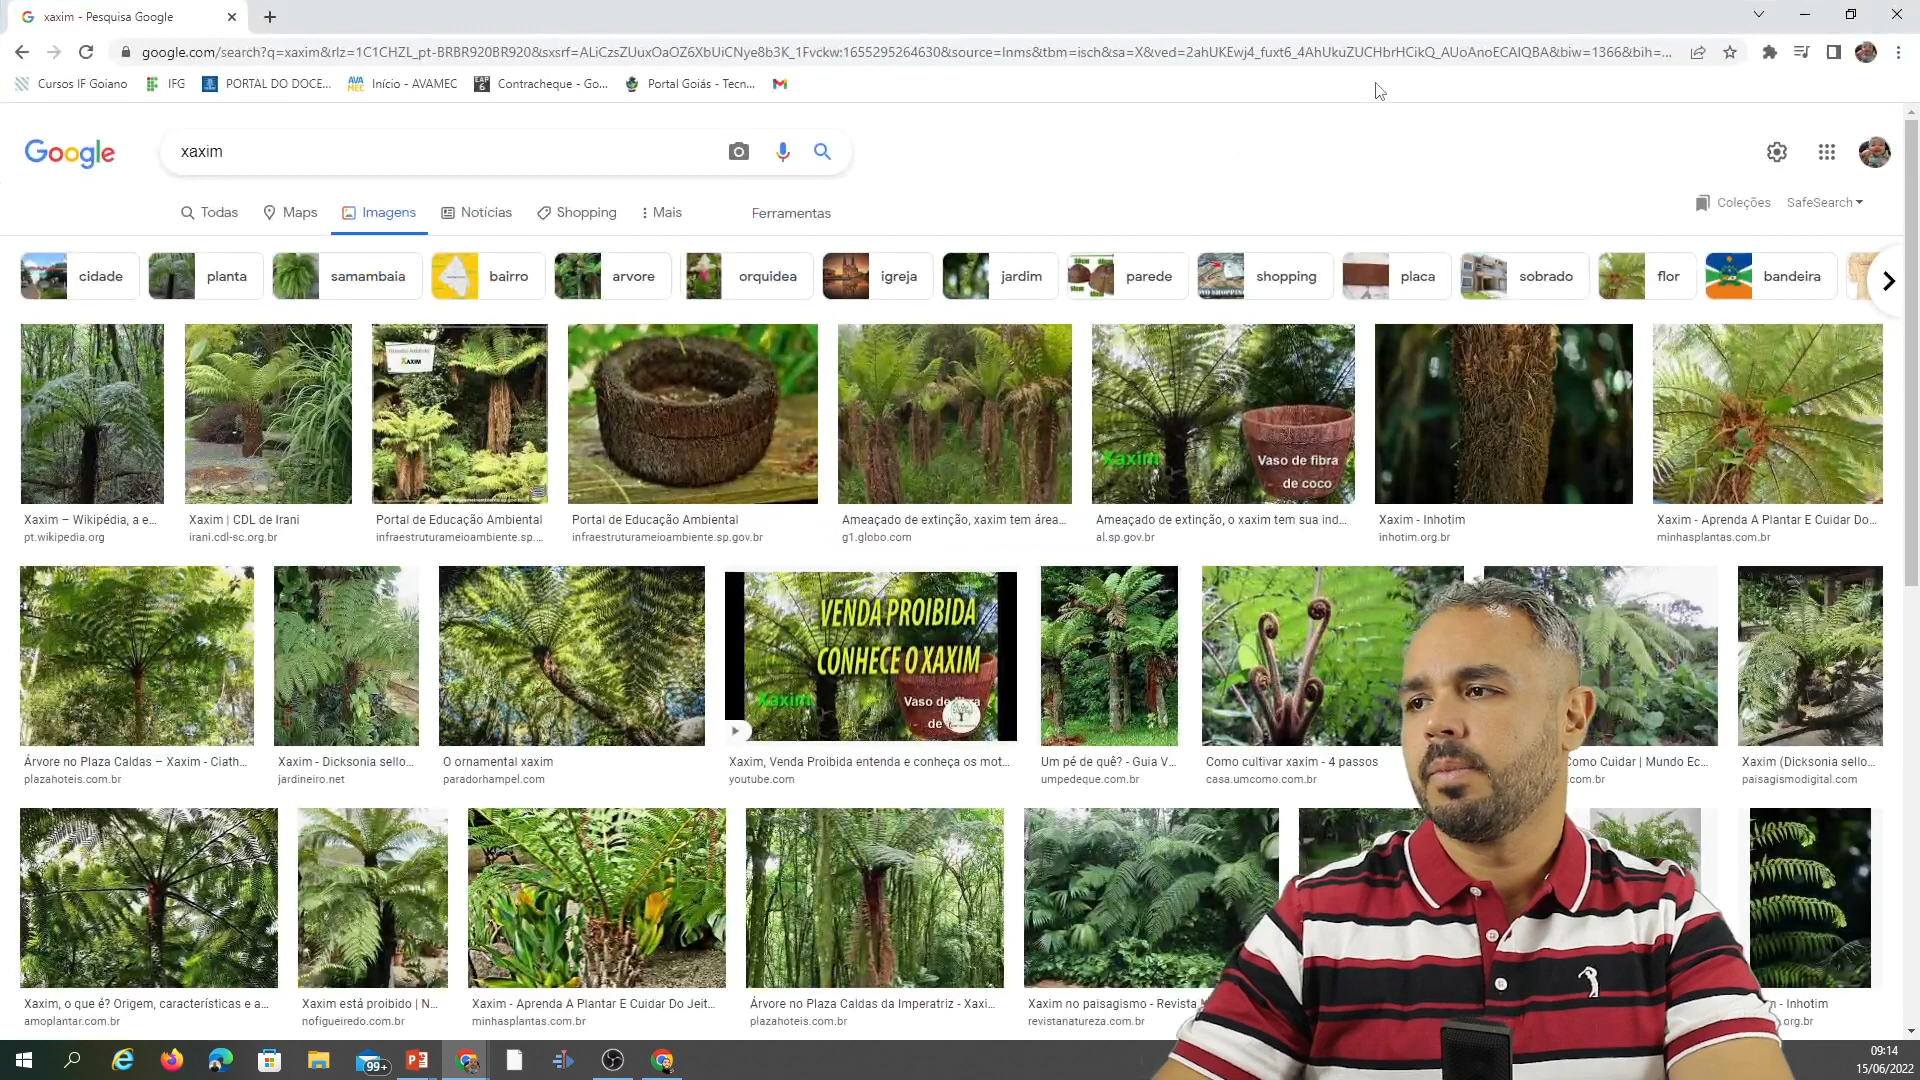 xaxim - Pesquisa Google
google.com/search?q=xaxim&rlz=1C1CHZL_pt-BRBR920BR920&sxsrf=ALiCzsZUuxOaOZ6XbUiCNye8b3K_1Fvckw:1655295264630&source=lnms&tbm=isch&sa=X&ved=2ahUKEwj4_fuxt6_4AhUkuZUCHbrHCikQ_AUoAnoECAIQBA&biw=1366&bih=...
Cursos IF Goiano IFG PORTAL DO DOCE... AVA MEC Início - AVAMEC CAP 6 Contracheque - Go... Portal Goiás - Tecn...
Google xaxim
Todas Maps Imagens Notícias Shopping Mais Ferramentas
Coleções SafeSearch
cidade planta samambaia bairro arvore orquidea igreja jardim parede shopping placa sobrado flor bandeira
XAXIM
Xaxim
Vaso de fibra
de coco
Xaxim – Wikipédia, a e... Xaxim | CDL de Irani Portal de Educação Ambiental Portal de Educação Ambiental Ameaçado de extinção, xaxim tem área... Ameaçado de extinção, o xaxim tem sua ind... Xaxim - Inhotim Xaxim - Aprenda A Plantar E Cuidar Do...
pt.wikipedia.org irani.cdl-sc.org.br infraestruturameioambiente.sp.... infraestruturameioambiente.sp.gov.br g1.globo.com al.sp.gov.br inhotim.org.br minhasplantas.com.br
VENDA PROIBIDA
CONHECE O XAXIM
Xaxim
Vaso de fibra
de
Árvore no Plaza Caldas – Xaxim - Ciath... Xaxim - Dicksonia sello... O ornamental xaxim Xaxim, Venda Proibida entenda e conheça os mot... Um pé de quê? - Guia V... Como cultivar xaxim - 4 passos Como Cuidar | Mundo Ec... Xaxim (Dicksonia sello...
plazahoteis.com.br jardineiro.net paradorhampel.com youtube.com umpedeque.com.br casa.umcomo.com.br .com.br paisagismodigital.com
Xaxim, o que é? Origem, características e a... Xaxim está proibido | N... Xaxim - Aprenda A Plantar E Cuidar Do Jeit... Árvore no Plaza Caldas da Imperatriz - Xaxi... Xaxim no paisagismo - Revista - Inhotim
amoplantar.com.br nofigueiredo.com.br minhasplantas.com.br plazahoteis.com.br revistanatureza.com.br .org.br
99+
09:14
15/06/2022